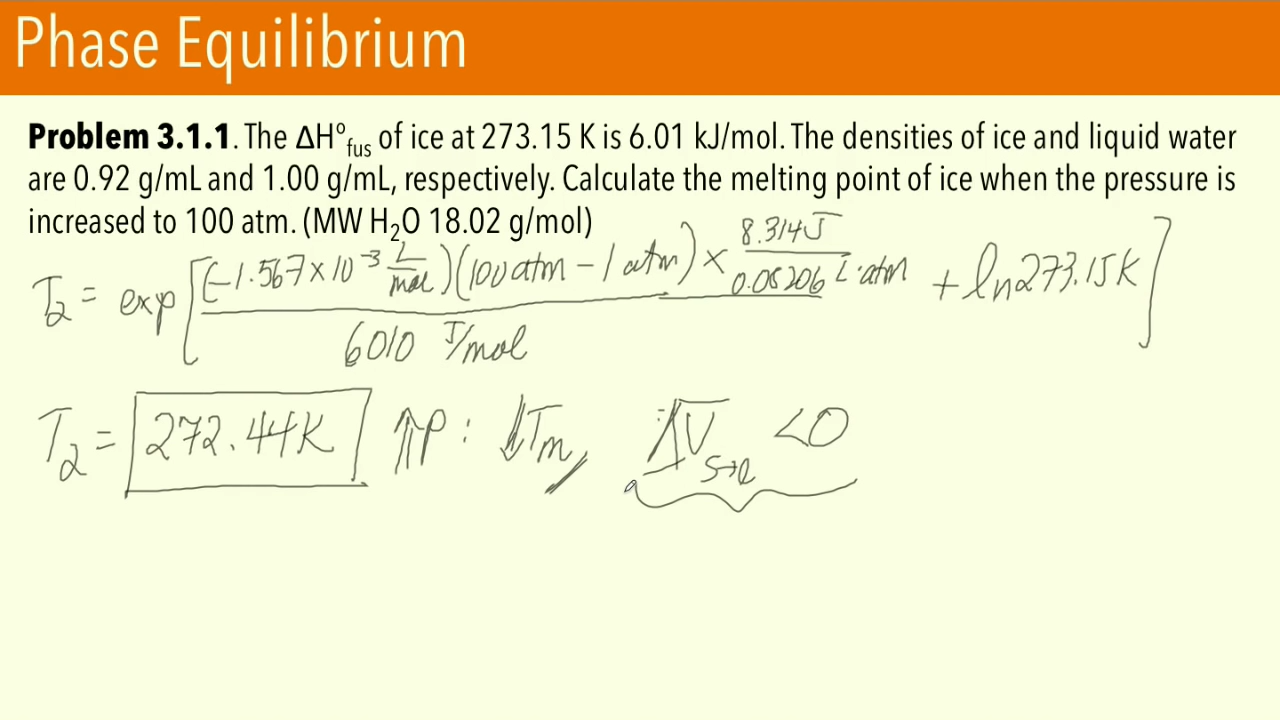 Phase Equilibrium
Problem 3.1.1. The ΔH°fus of ice at 273.15 K is 6.01 kJ/mol. The densities of ice and liquid water
are 0.92 g/mL and 1.00 g/mL, respectively. Calculate the melting point of ice when the pressure is
increased to 100 atm. (MW H₂O 18.02 g/mol)
T₂ = exp[(-1.567×10⁻³ L/mol)(100 atm - 1 atm) × 8.314J/0.08206 L·atm / 6010 J/mol + ln 273.15K]
T₂ = 272.44K ⇑P : ⇓Tm, ΔV̅s→l <0